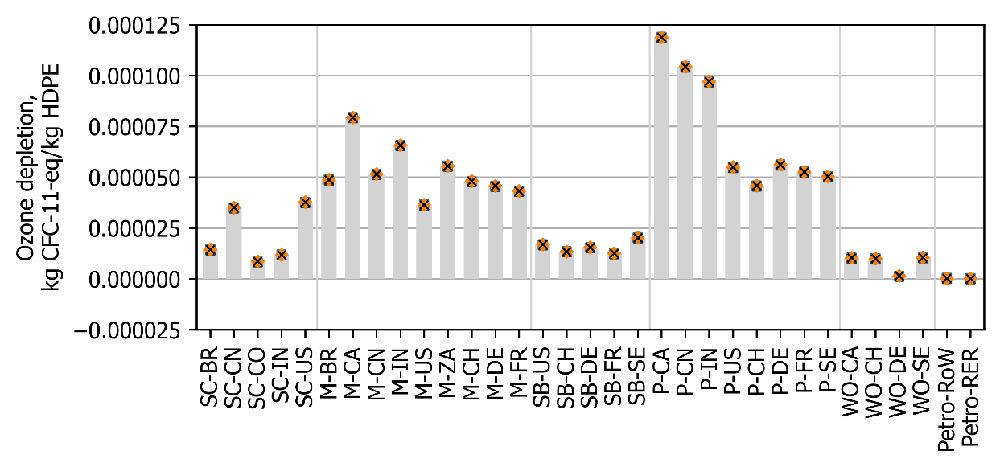 Ozone depletion,
kg CFC-11-eq/kg HDPE
0.000125
0.000100
0.000075
0.000050
0.000025
0.000000
−0.000025
SC-BR
SC-CN
SC-CO
SC-IN
SC-US
M-BR
M-CA
M-CN
M-IN
M-US
M-ZA
M-CH
M-DE
M-FR
SB-US
SB-CH
SB-DE
SB-FR
SB-SE
P-CA
P-CN
P-IN
P-US
P-CH
P-DE
P-FR
P-SE
WO-CA
WO-CH
WO-DE
WO-SE
Petro-RoW
Petro-RER